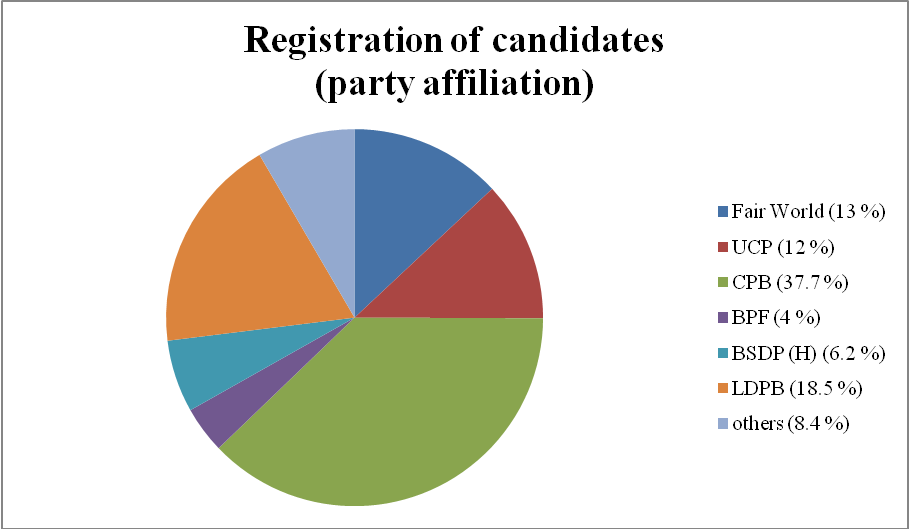 Registration of candidates
(party affiliation)
Fair World (13 %)
UCP (12 %)
CPB (37.7 %)
BPF (4 %)
BSDP (H) (6.2 %)
LDPB (18.5 %)
others (8.4 %)